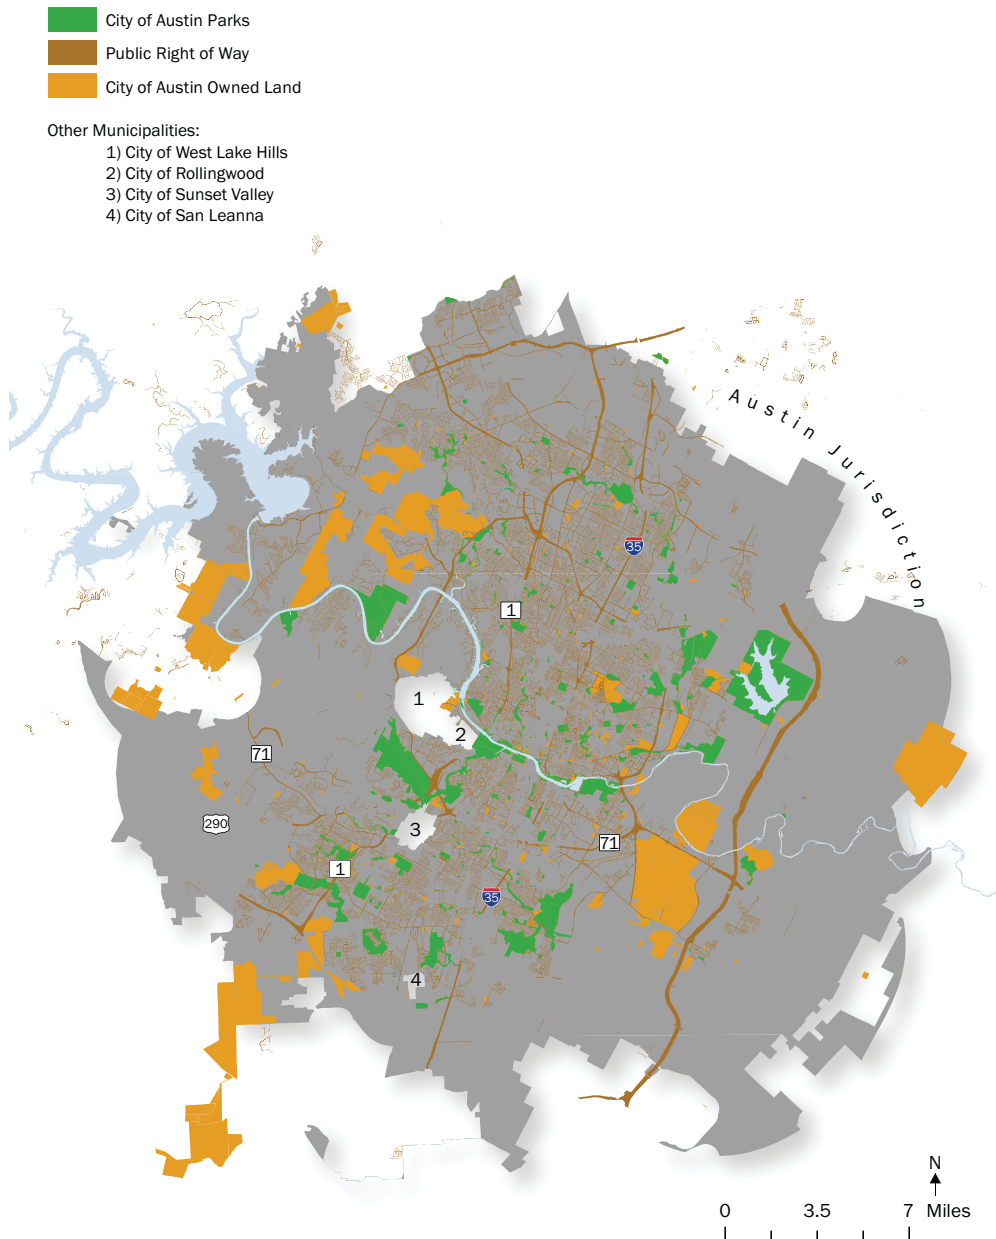 City of Austin Parks
Public Right of Way
City of Austin Owned Land
Other Municipalities:
1) City of West Lake Hills
2) City of Rollingwood
3) City of Sunset Valley
4) City of San Leanna
Austin Jurisdiction
35
1
1
2
71
290
3
71
1
35
4
N
0 3.5 7 Miles